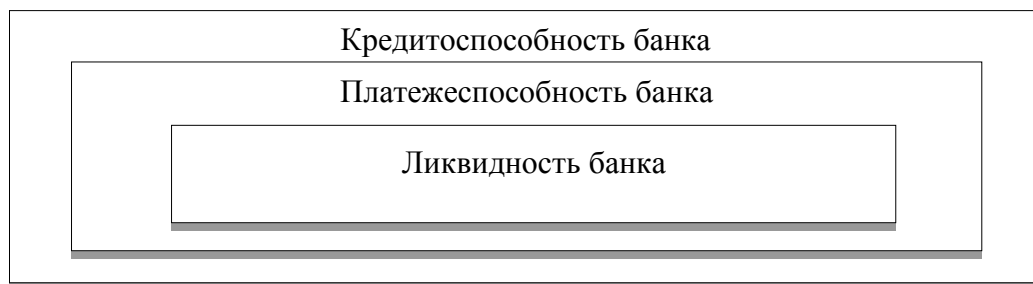 Кредитоспособность банка
Платежеспособность банка
Ликвидность банка